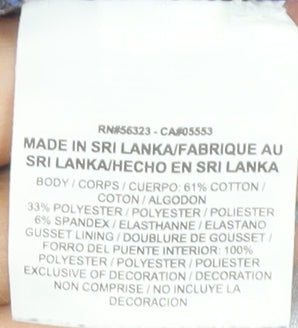 RN#56323 - CA#05553
MADE IN SRI LANKA/FABRIQUE AU
SRI LANKA/HECHO EN SRI LANKA
BODY / CORPS / CUERPO: 61% COTTON /
COTON / ALGODON
33% POLYESTER / POLYESTER / POLIESTER
6% SPANDEX / ELASTHANNE / ELASTANO
GUSSET LINING / DOUBLURE DE GOUSSET /
FORRO DEL PUENTE INTERIOR: 100%
POLYESTER / POLYESTER / POLIESTER
EXCLUSIVE OF DECORATION / DECORATION
NON COMPRISE / NO INCLUYE LA
DECORACION